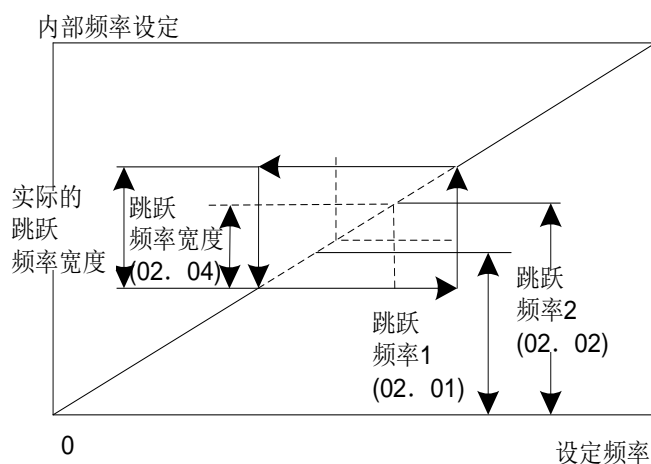 内部频率设定
实际的
跳跃
频率宽度
跳跃
频率宽度
(02. 04)
跳跃
频率1
(02. 01)
跳跃
频率2
(02. 02)
0
设定频率